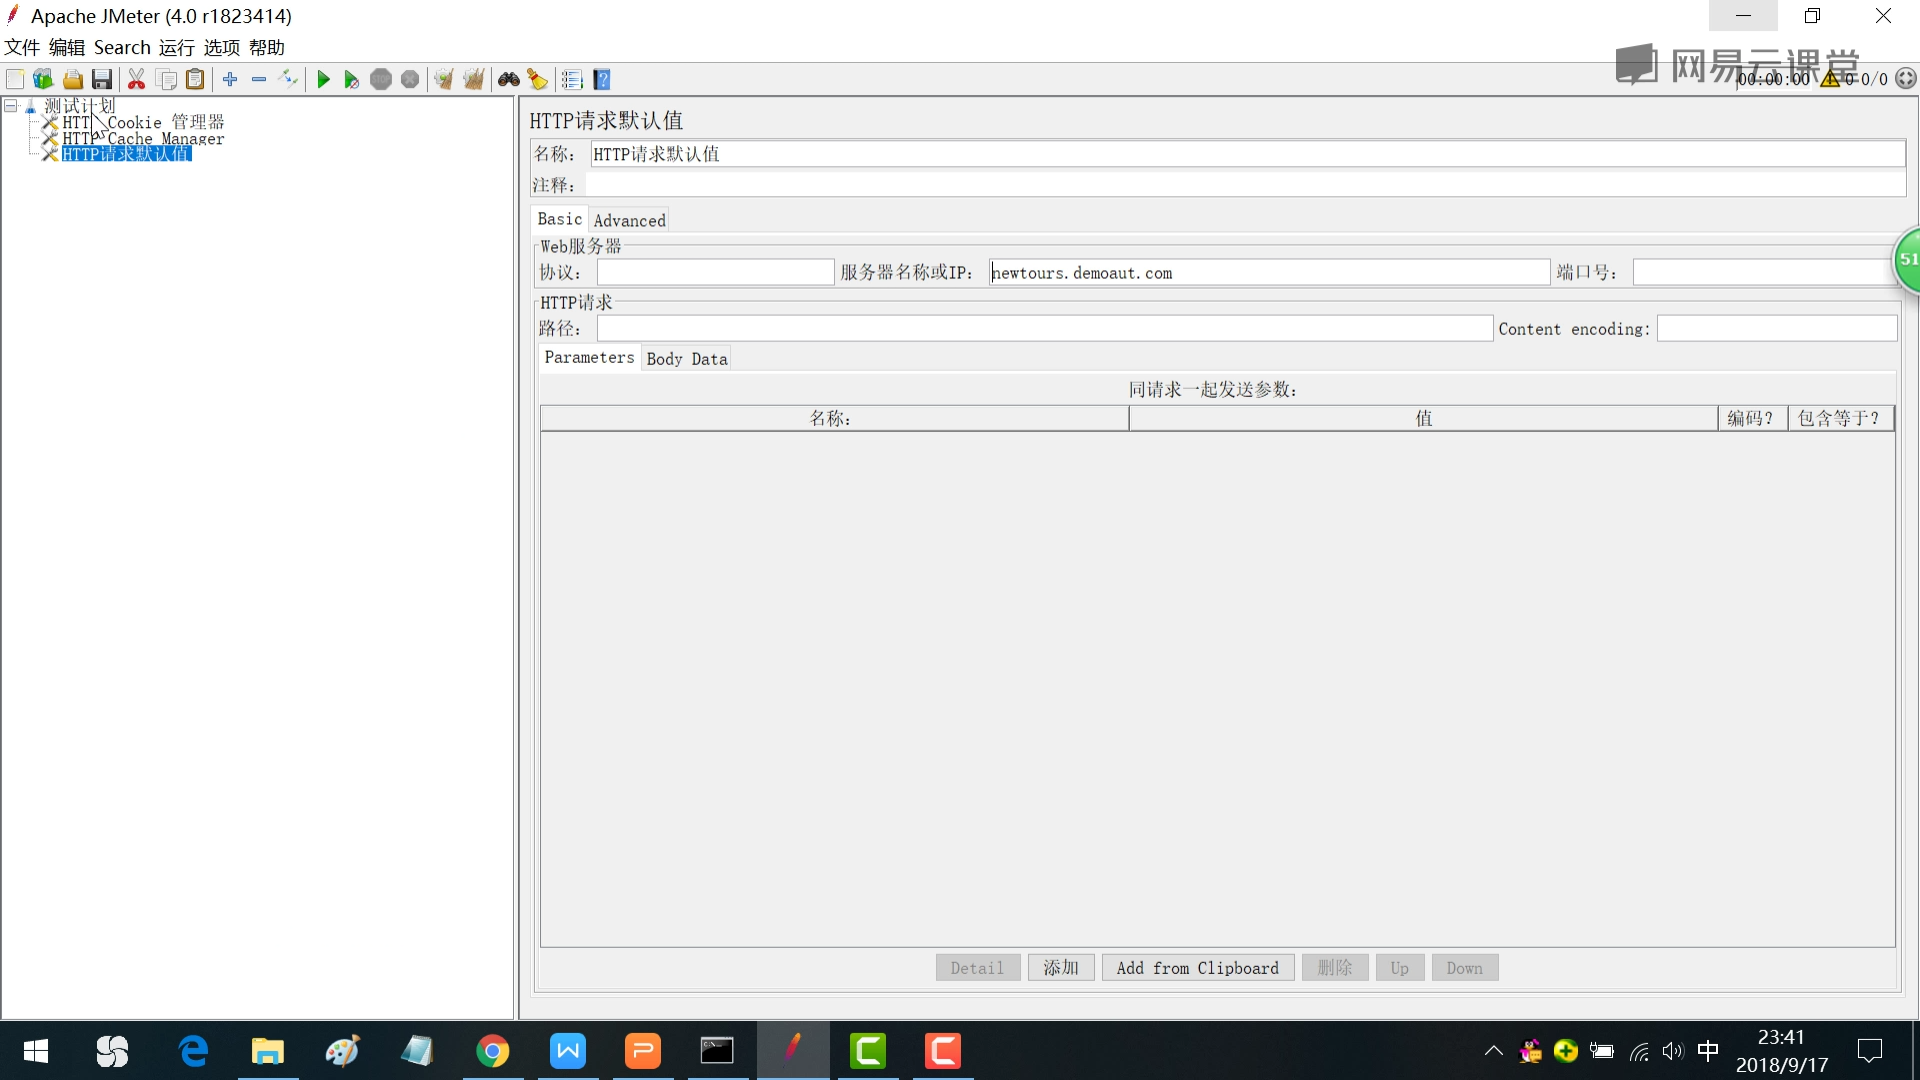 Apache JMeter (4.0 r1823414)
文件 编辑 Search 运行 选项 帮助
网易云课堂
00:00:00 0 0/0
测试计划
HTTP Cookie 管理器
HTTP Cache Manager
HTTP请求默认值
HTTP请求默认值
名称： HTTP请求默认值
注释：
Basic Advanced
Web服务器
协议： 服务器名称或IP： newtours.demoaut.com 端口号：
51
HTTP请求
路径： Content encoding:
Parameters Body Data
同请求一起发送参数：
名称： 值 编码？ 包含等于？
Detail 添加 Add from Clipboard 删除 Up Down
中
23:41
2018/9/17